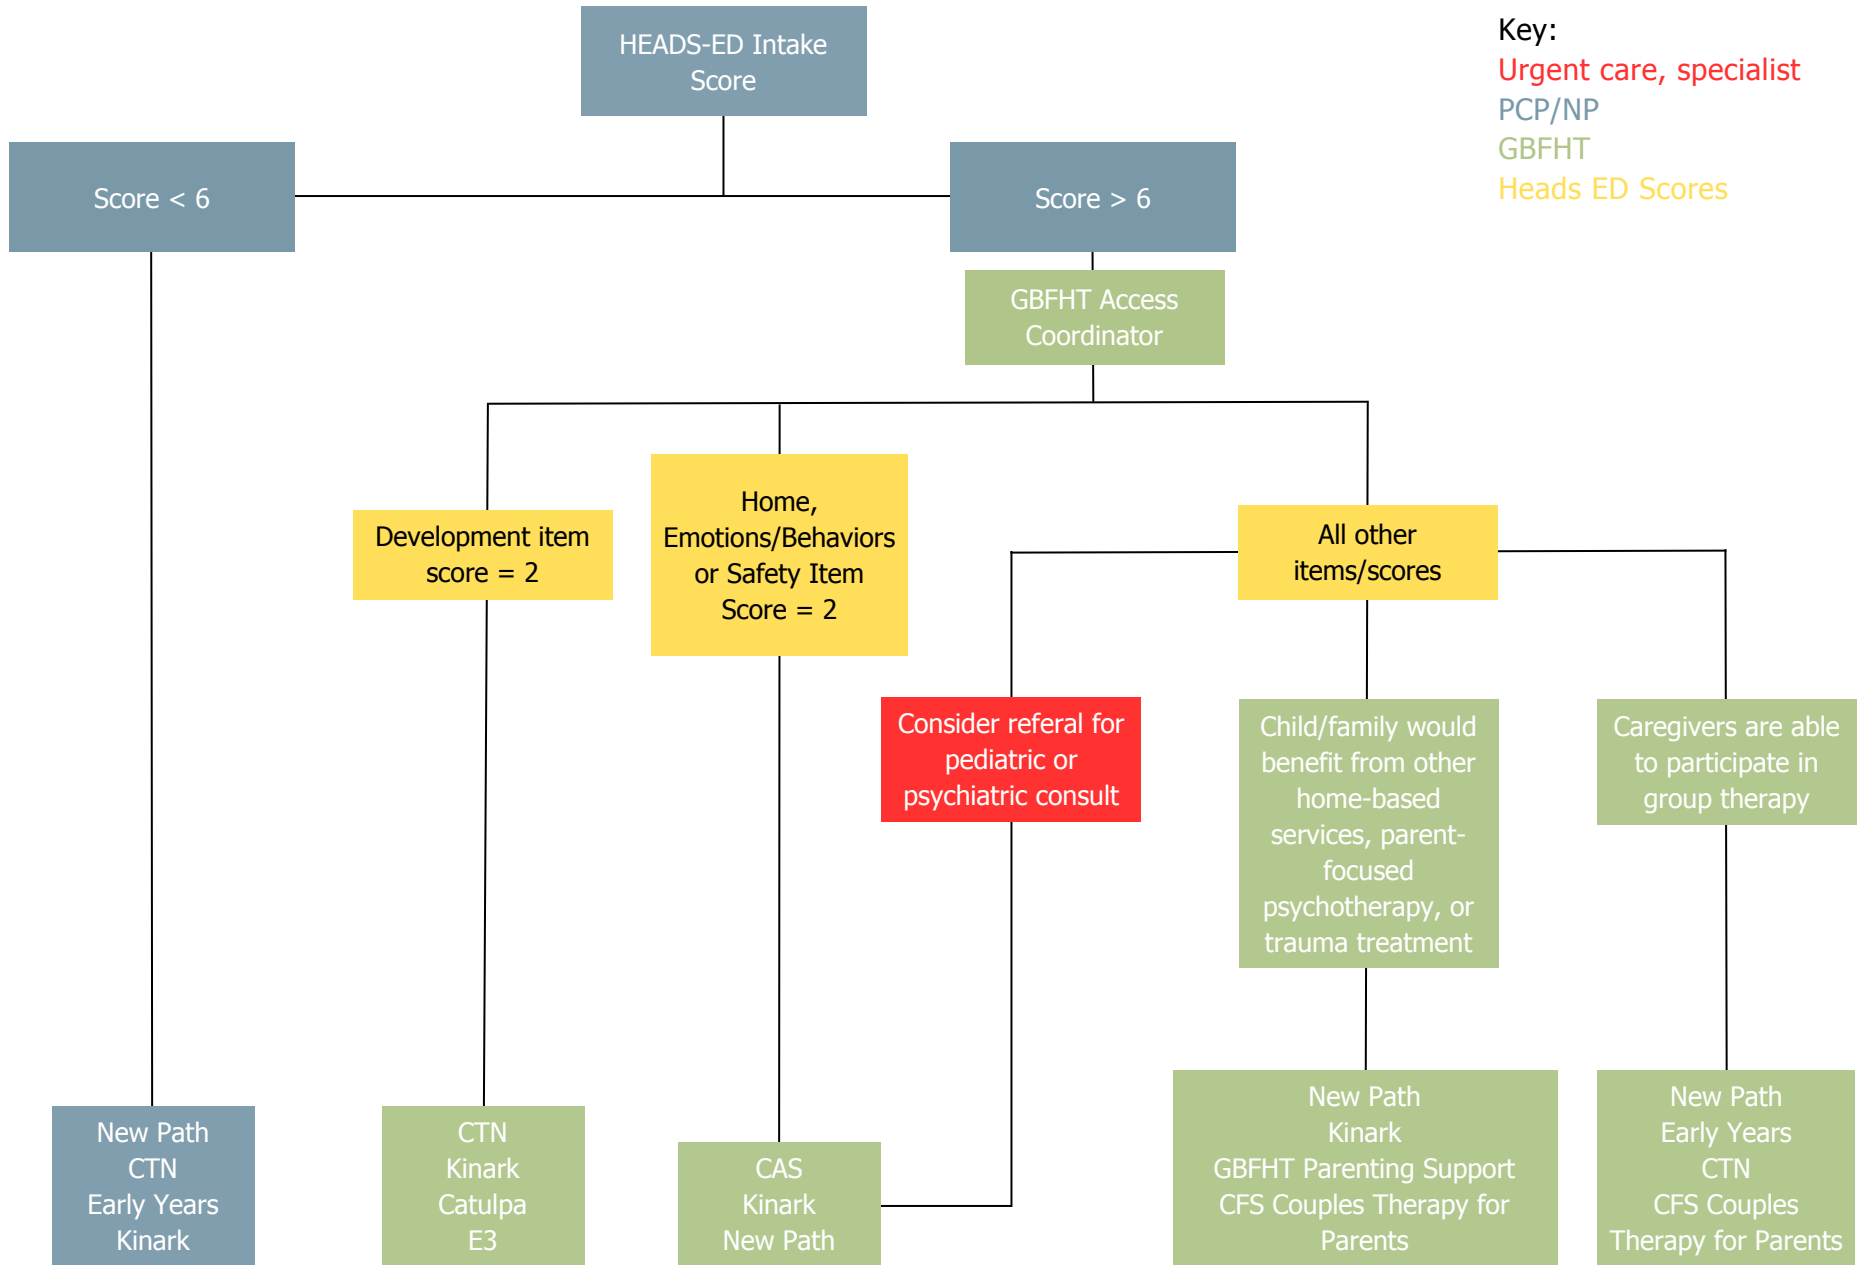 HEADS-ED Intake
Score
Key:
Urgent care, specialist
PCP/NP
GBFHT
Heads ED Scores
Score < 6
Score > 6
GBFHT Access
Coordinator
Development item
score = 2
Home,
Emotions/Behaviors
or Safety Item
Score = 2
All other
items/scores
Consider referal for
pediatric or
psychiatric consult
Child/family would
benefit from other
home-based
services, parent-
focused
psychotherapy, or
trauma treatment
Caregivers are able
to participate in
group therapy
New Path
CTN
Early Years
Kinark
CTN
Kinark
Catulpa
E3
CAS
Kinark
New Path
New Path
Kinark
GBFHT Parenting Support
CFS Couples Therapy for
Parents
New Path
Early Years
CTN
CFS Couples
Therapy for Parents